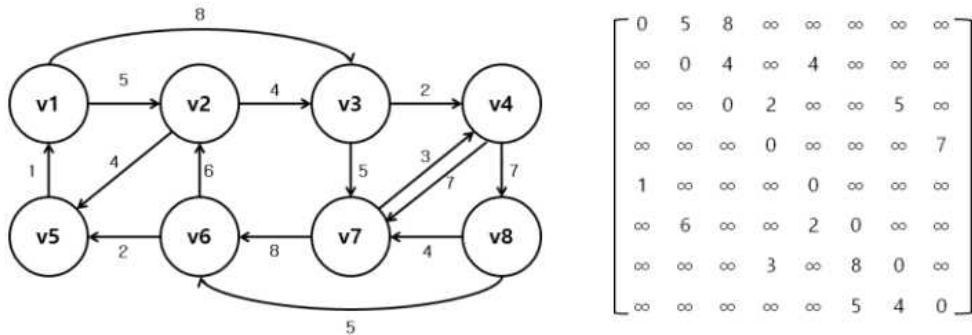 8
v1 5 v2 4 v3 2 v4
1 4 6 5 3 7 7
v5 2 v6 8 v7 4 v8
5
0 5 8 ∞ ∞ ∞ ∞ ∞
∞ 0 4 ∞ 4 ∞ ∞ ∞
∞ ∞ 0 2 ∞ ∞ 5 ∞
∞ ∞ ∞ 0 ∞ ∞ ∞ 7
1 ∞ ∞ ∞ 0 ∞ ∞ ∞
∞ 6 ∞ ∞ 2 0 ∞ ∞
∞ ∞ ∞ 3 ∞ 8 0 ∞
∞ ∞ ∞ ∞ ∞ 5 4 0